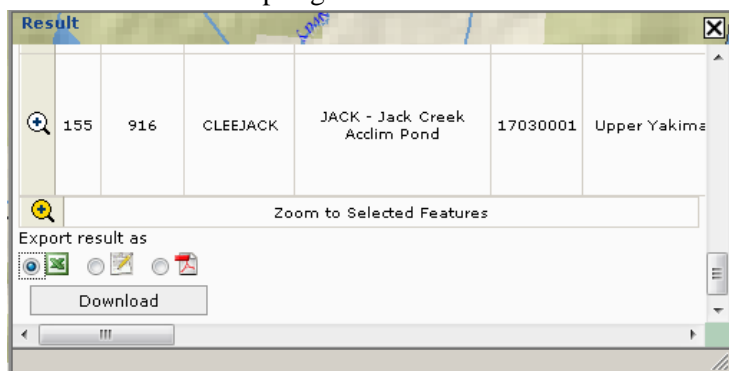 Result
155 916 CLEEJACK JACK - Jack Creek Acclim Pond 17030001 Upper Yakima
Zoom to Selected Features
Export result as
Download